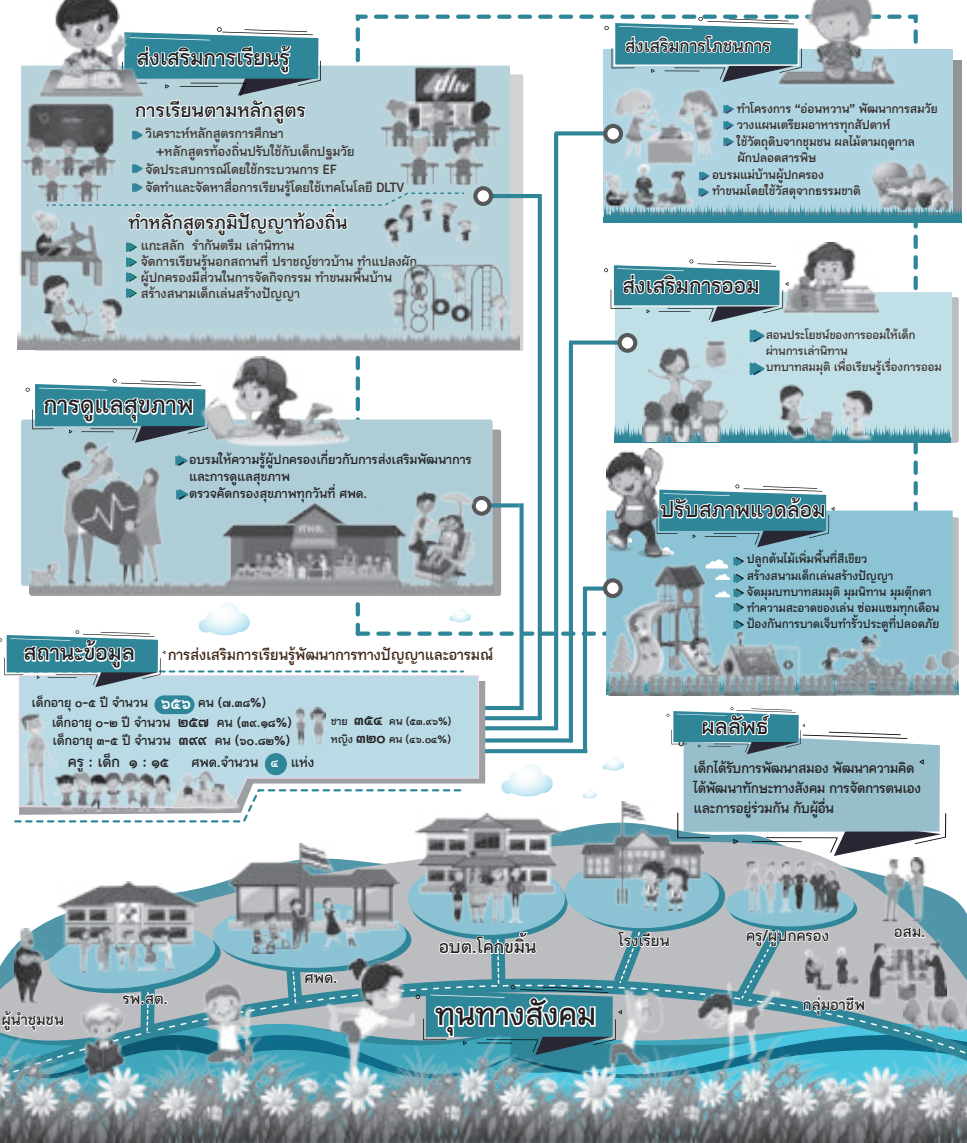 ส่งเสริมการเรียนรู้
dltv
การเรียนตามหลักสูตร
วิเคราะห์หลักสูตรการศึกษา
+หลักสูตรท้องถิ่นปรับใช้กับเด็กปฐมวัย
จัดประสบการณ์โดยใช้กระบวนการ EF
จัดทำและจัดหาสื่อการเรียนรู้โดยใช้เทคโนโลยี DLTV
ทำหลักสูตรภูมิปัญญาท้องถิ่น
แกะสลัก รำกันตรึม เล่านิทาน
จัดการเรียนรู้นอกสถานที่ ปราชญ์ชาวบ้าน ทำแปลงผัก
ผู้ปกครองมีส่วนในการจัดกิจกรรม ทำขนมพื้นบ้าน
สร้างสนามเด็กเล่นสร้างปัญญา
การดูแลสุขภาพ
อบรมให้ความรู้ผู้ปกครองเกี่ยวกับการส่งเสริมพัฒนาการ
และการดูแลสุขภาพ
ตรวจคัดกรองสุขภาพทุกวันที่ ศพด.
ศพด.
สถานะข้อมูล
การส่งเสริมการเรียนรู้พัฒนาการทางปัญญาและอารมณ์
เด็กอายุ ๐-๕ ปี จำนวน ๖๕๖ คน (๗.๓๘%)
เด็กอายุ ๐-๒ ปี จำนวน ๒๕๗ คน (๓๙.๑๘%)
เด็กอายุ ๓-๕ ปี จำนวน ๓๙๙ คน (๖๐.๘๒%)
ชาย ๓๕๔ คน (๕๓.๙๖%)
หญิง ๓๒๐ คน (๔๖.๐๔%)
ครู : เด็ก ๑ : ๑๕ ศพด.จำนวน ๔ แห่ง
ส่งเสริมการโภชนการ
ทำโครงการ “อ่อนหวาน” พัฒนาการสมวัย
วางแผนเตรียมอาหารทุกสัปดาห์
ใช้วัตถุดิบจากชุมชน ผลไม้ตามฤดูกาล
ผักปลอดสารพิษ
อบรมแม่บ้านผู้ปกครอง
ทำขนมโดยใช้วัสดุจากธรรมชาติ
ส่งเสริมการออม
สอนประโยชน์ของการออมให้เด็ก
ผ่านการเล่านิทาน
บทบาทสมมุติ เพื่อเรียนรู้เรื่องการออม
ปรับสภาพแวดล้อม
ปลูกต้นไม้เพิ่มพื้นที่สีเขียว
สร้างสนามเด็กเล่นสร้างปัญญา
จัดมุมบทบาทสมมุติ มุมนิทาน มุมตุ๊กตา
ทำความสะอาดของเล่น ซ่อมแซมทุกเดือน
ป้องกันการบาดเจ็บทำรั้วประตูที่ปลอดภัย
ผลลัพธ์
เด็กได้รับการพัฒนาสมอง พัฒนาความคิด
ได้พัฒนาทักษะทางสังคม การจัดการตนเอง
และการอยู่ร่วมกัน กับผู้อื่น
ผู้นำชุมชน
รพ.สต.
ศพด.
อบต.โคกขมิ้น
โรงเรียน
ครู/ผู้ปกครอง
อสม.
กลุ่มอาชีพ
ทุนทางสังคม